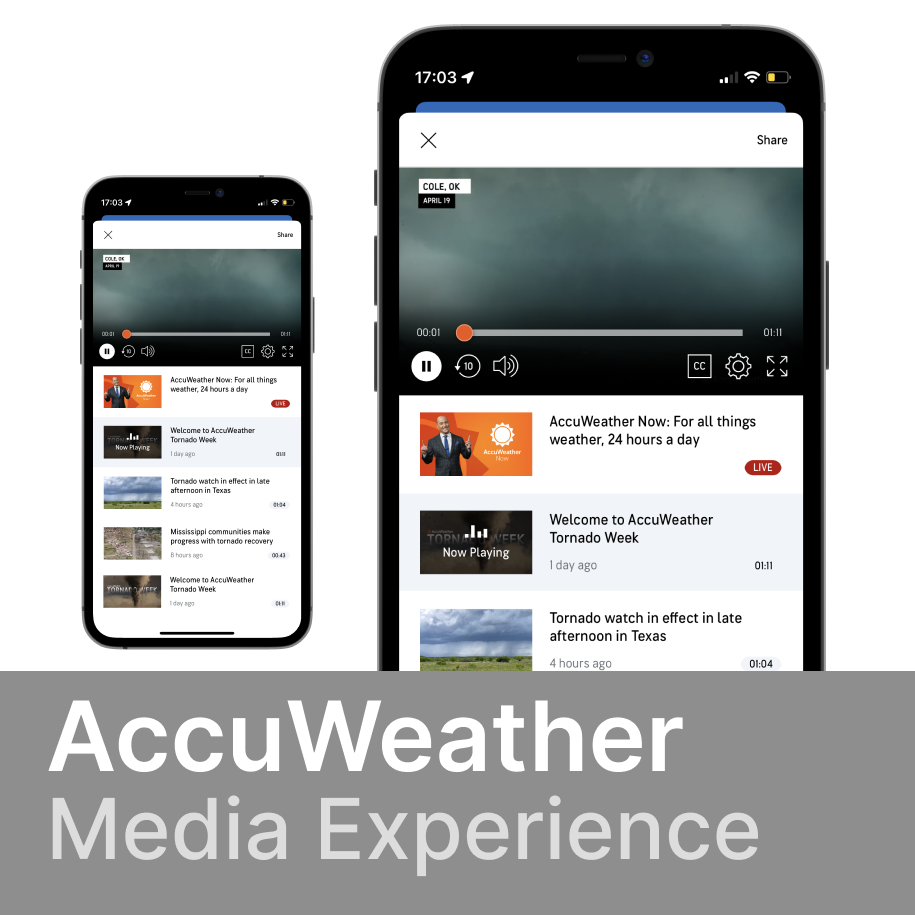 17:03
Share
COLE, OK
APRIL 19
00:01
01:11
10
CC
AccuWeather Now: For all things
weather, 24 hours a day
LIVE
Welcome to AccuWeather
Tornado Week
Now Playing
1 day ago
01:11
Tornado watch in effect in late
afternoon in Texas
4 hours ago
01:04
Mississippi communities make
progress with tornado recovery
8 hours ago
00:43
TORNADO WEEK
Welcome to AccuWeather
Tornado Week
1 day ago
01:11
17:03
Share
COLE, OK
APRIL 19
00:01
01:11
10
CC
AccuWeather
Now
AccuWeather Now: For all things
weather, 24 hours a day
LIVE
TORNADO WEEK
Now Playing
Welcome to AccuWeather
Tornado Week
1 day ago
01:11
Tornado watch in effect in late
afternoon in Texas
4 hours ago
01:04
AccuWeather
Media Experience